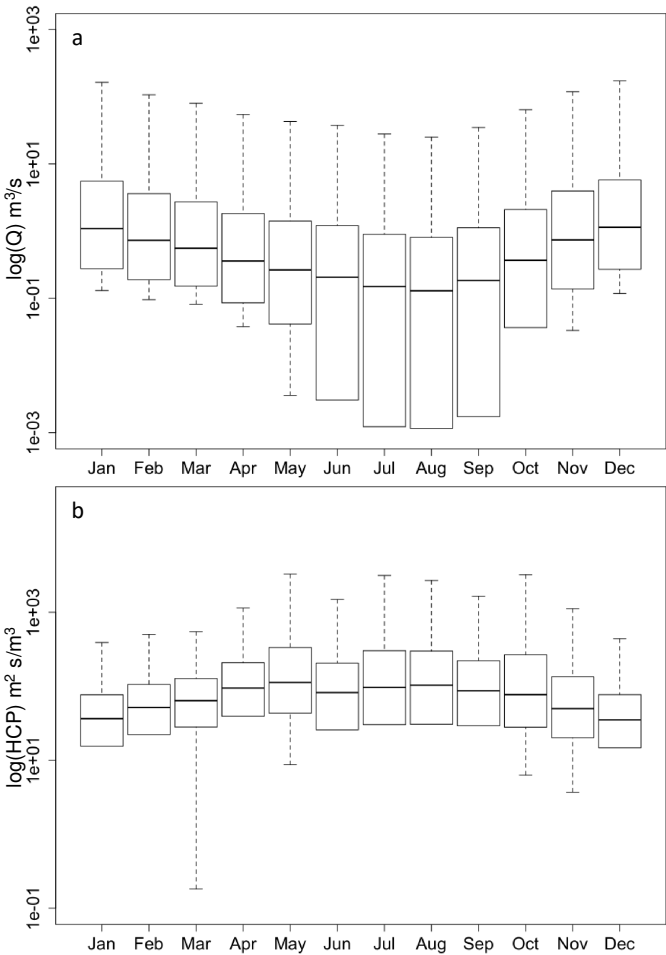 a
1e+03
1e+01
1e-01
1e-03
log(Q) m³/s
Jan Feb Mar Apr May Jun Jul Aug Sep Oct Nov Dec
b
1e+03
1e+01
1e-01
log(HCP) m² s/m³
Jan Feb Mar Apr May Jun Jul Aug Sep Oct Nov Dec